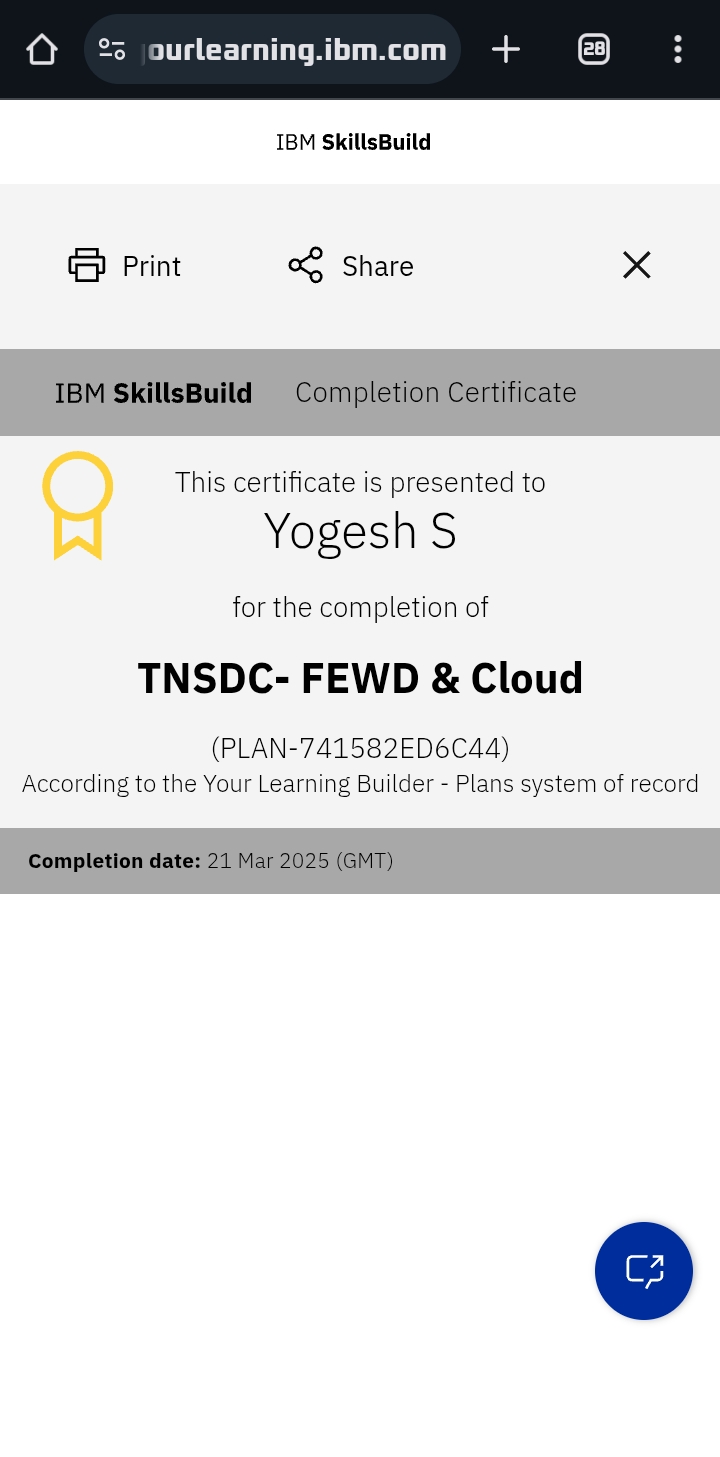 ourlearning.ibm.com
28
IBM SkillsBuild
Print
Share
IBM SkillsBuild Completion Certificate
This certificate is presented to
Yogesh S
for the completion of
TNSDC- FEWD & Cloud
(PLAN-741582ED6C44)
According to the Your Learning Builder - Plans system of record
Completion date: 21 Mar 2025 (GMT)